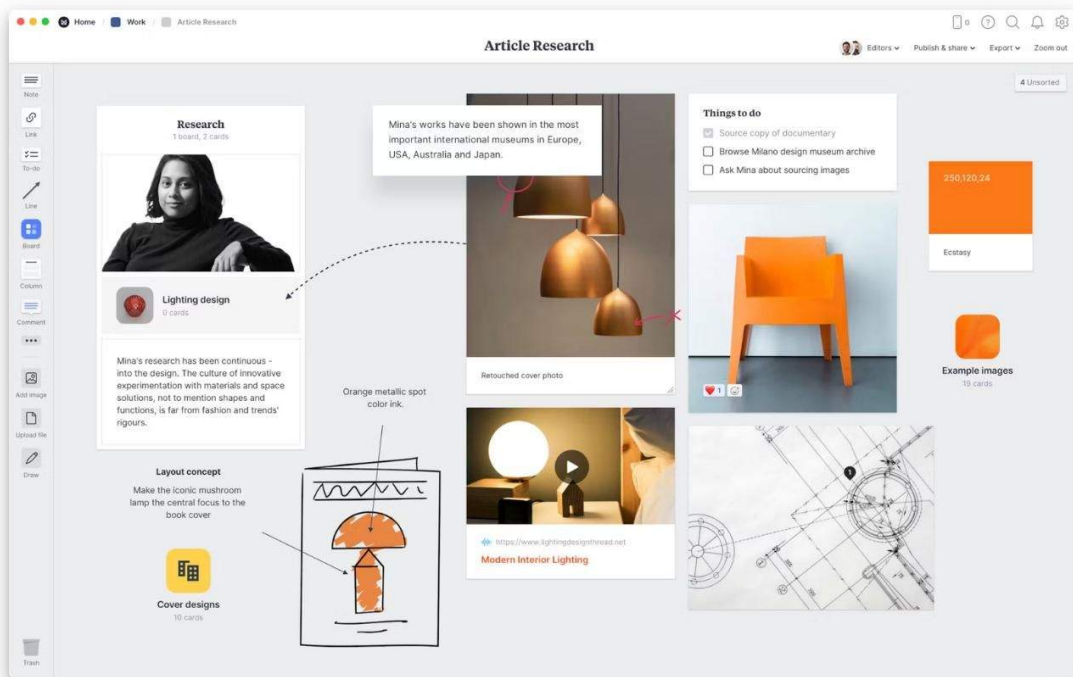 Home / Work / Article Research
0
Article Research
Editors
Publish & share
Export
Zoom out
Note
Link
To-do
Line
Board
Column
Comment
Add image
Upload file
Draw
Trash
4 Unsorted
Research
1 board, 2 cards
Lighting design
0 cards
Mina's research has been continuous -
into the design. The culture of innovative
experimentation with materials and space
solutions, not to mention shapes and
functions, is far from fashion and trends'
rigours.
Layout concept
Make the iconic mushroom
lamp the central focus to the
book cover
Cover designs
10 cards
Orange metallic spot
color ink.
Mina's works have been shown in the most
important international museums in Europe,
USA, Australia and Japan.
Retouched cover photo
https://www.lightingdesignthread.net
Modern Interior Lighting
Things to do
Source copy of documentary
Browse Milano design museum archive
Ask Mina about sourcing images
1
1
250,120,24
Ecstasy
Example images
19 cards